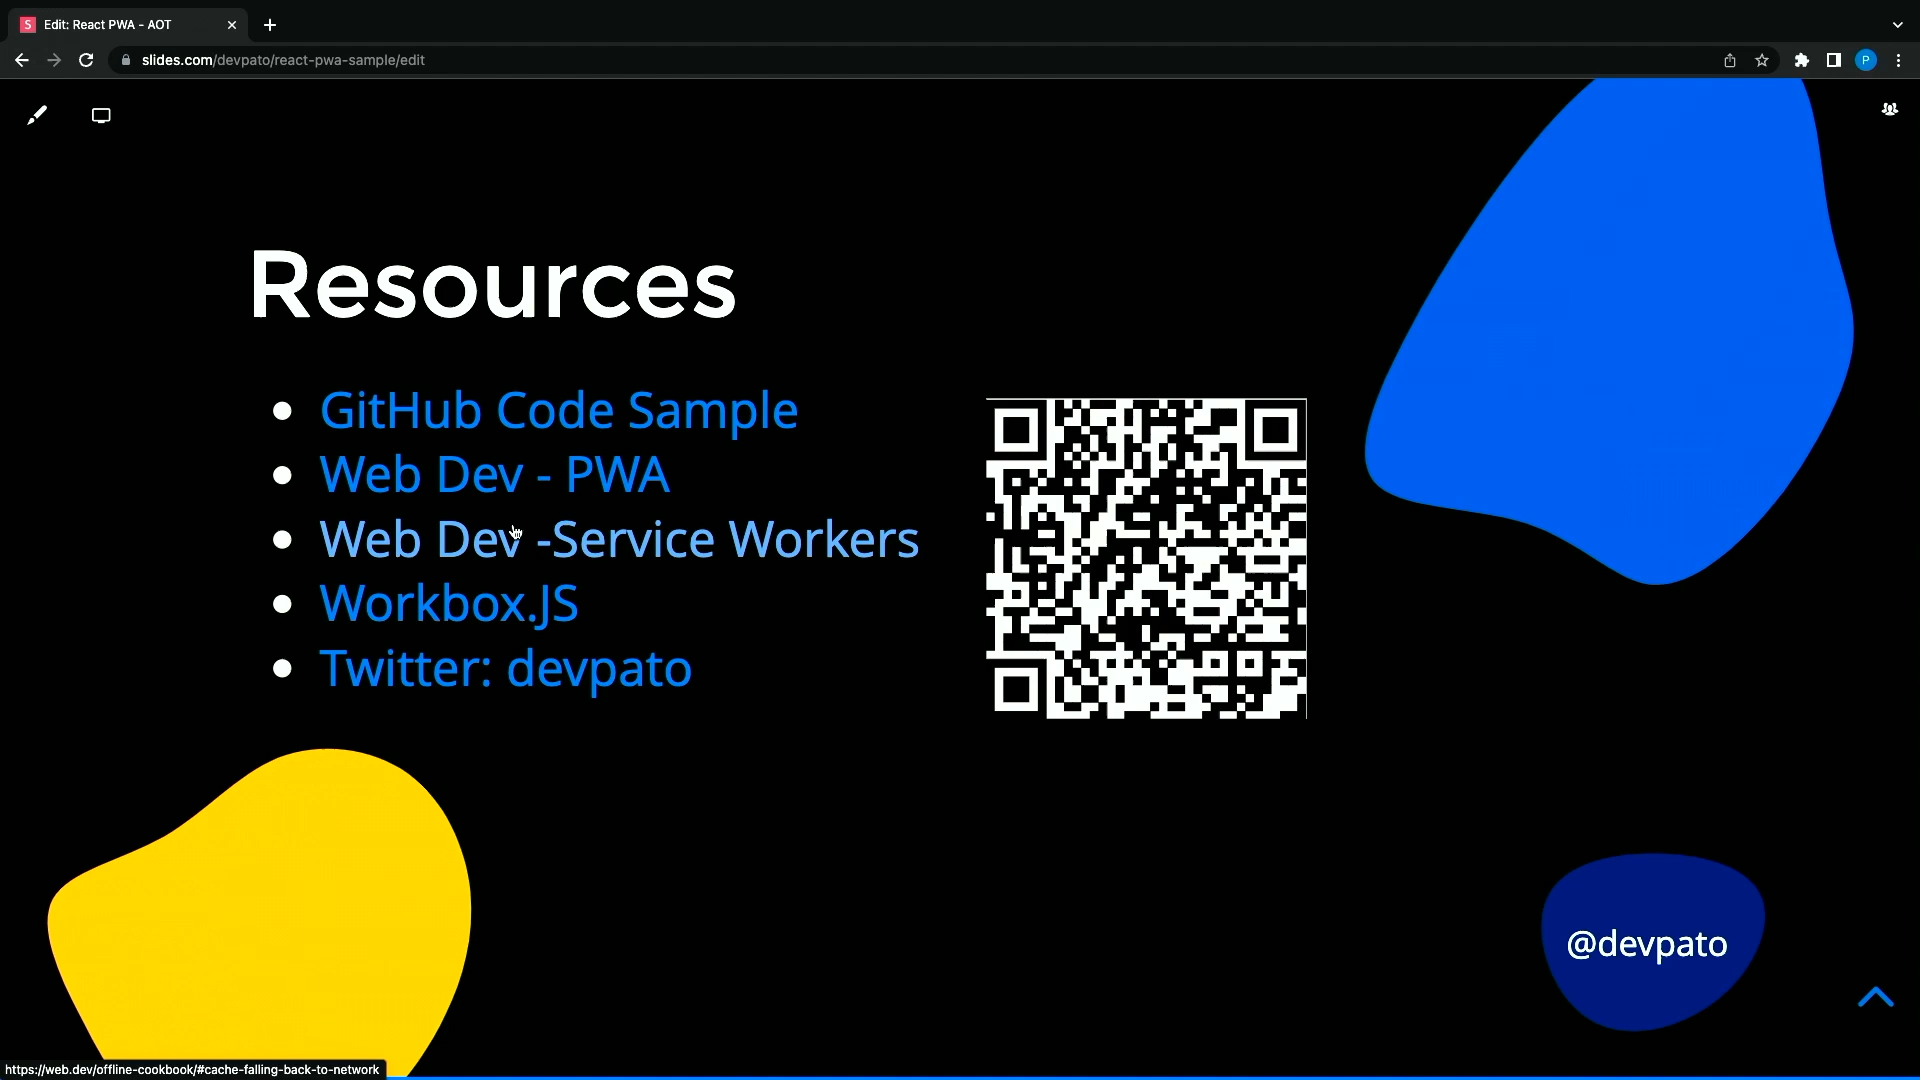 Edit: React PWA - AOT
slides.com/devpato/react-pwa-sample/edit
P
Resources
GitHub Code Sample
Web Dev - PWA
Web Dev -Service Workers
Workbox.JS
Twitter: devpato
@devpato
https://web.dev/offline-cookbook/#cache-falling-back-to-network